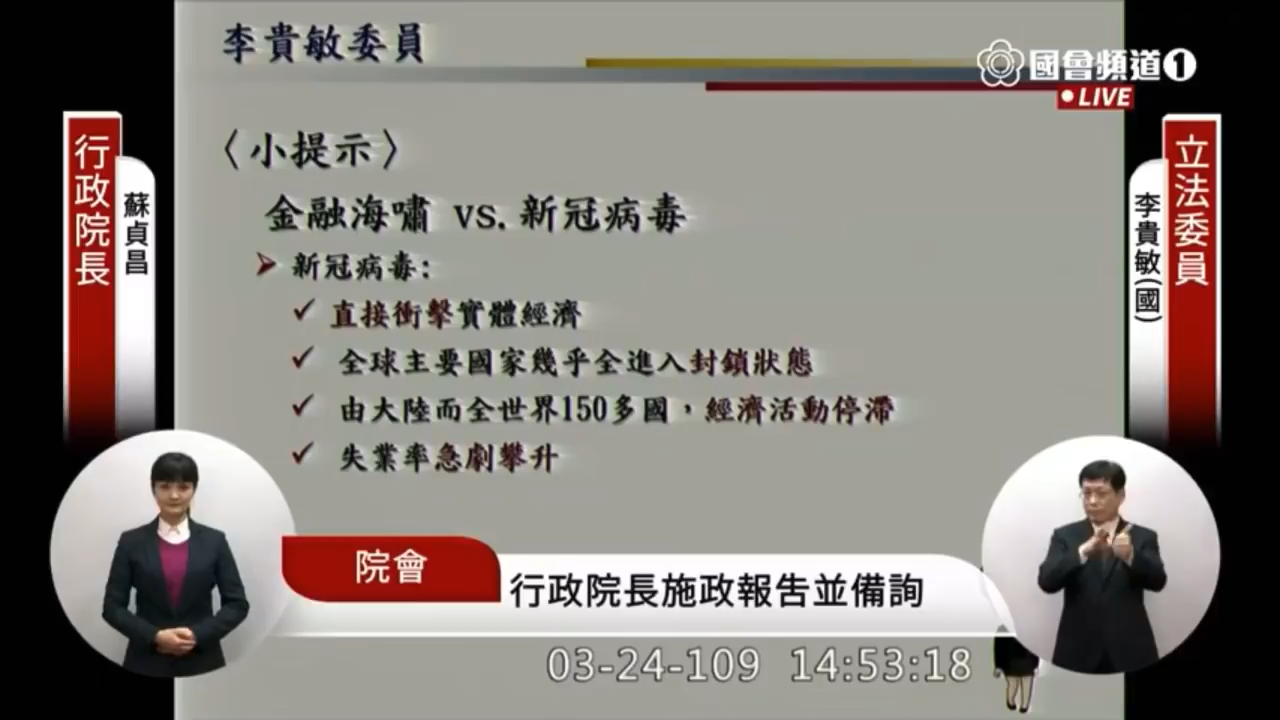 李貴敏委員
國會頻道1
LIVE
行政院長
蘇貞昌
立法委員
李貴敏(國)
〈小提示〉
金融海嘯 vs. 新冠病毒
新冠病毒:
直接衝擊實體經濟
全球主要國家幾乎全進入封鎖狀態
由大陸而全世界150多國，經濟活動停滯
失業率急劇攀升
院會
行政院長施政報告並備詢
03-24-109 14:53:18